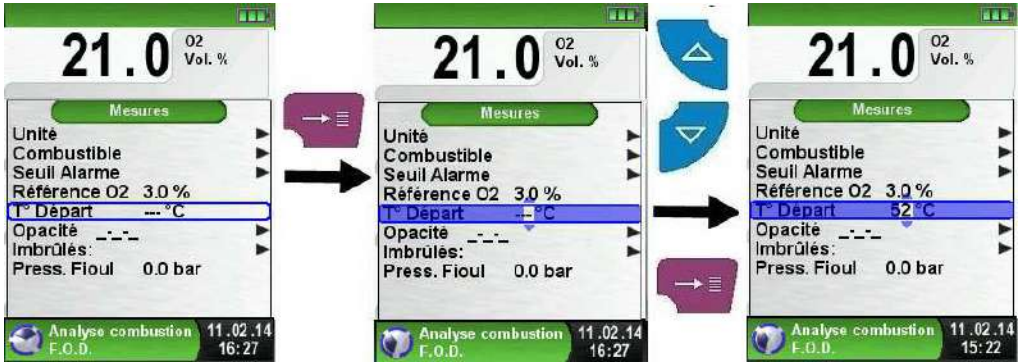 21.0 O2 Vol. %
Mesures
Unité
Combustible
Seuil Alarme
Référence O2 3.0 %
T° Départ --- °C
Opacité _-_-_
Imbrûlés:
Press. Fioul 0.0 bar
Analyse combustion 11.02.14
F.O.D. 16:27
21.0 O2 Vol. %
Mesures
Unité
Combustible
Seuil Alarme
Référence O2 3.0 %
T° Départ --- °C
Opacité _-_-_
Imbrûlés:
Press. Fioul 0.0 bar
Analyse combustion 11.02.14
F.O.D. 16:27
21.0 O2 Vol. %
Mesures
Unité
Combustible
Seuil Alarme
Référence O2 3.0 %
T° Départ 52 °C
Opacité _-_-_
Imbrûlés:
Press. Fioul 0.0 bar
Analyse combustion 11.02.14
F.O.D. 15:22